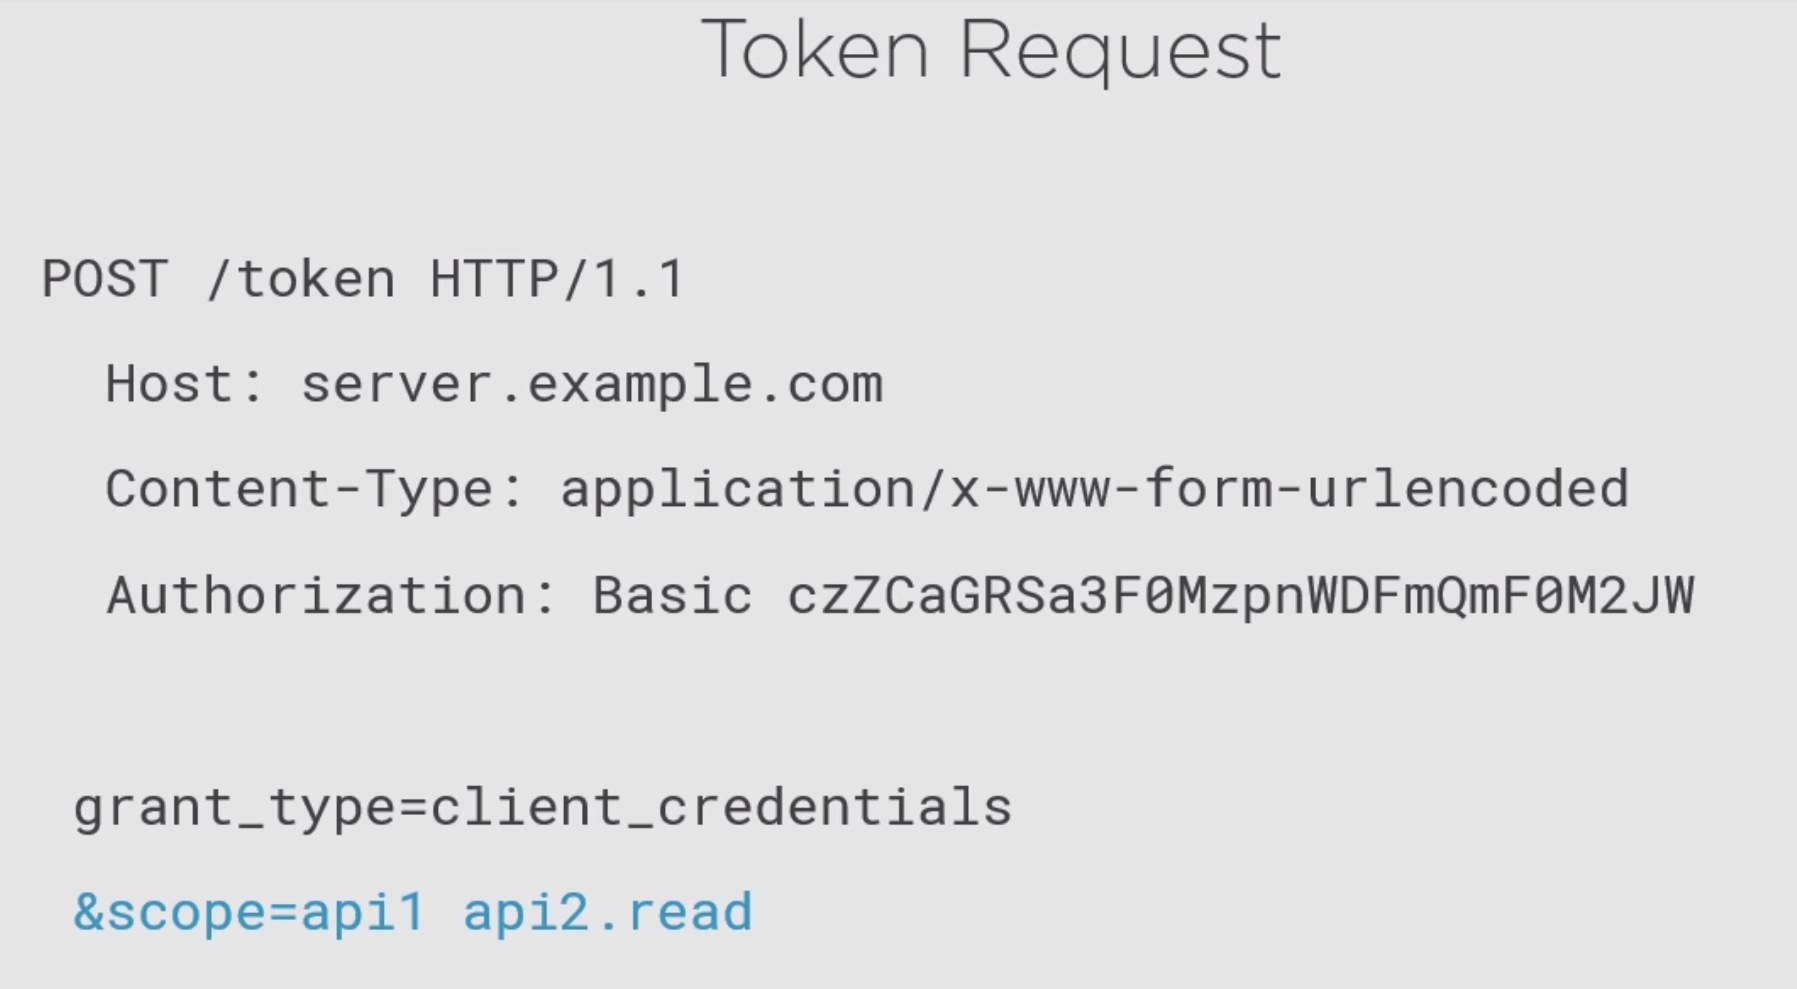 Token Request
POST /token HTTP/1.1
Host: server.example.com
Content-Type: application/x-www-form-urlencoded
Authorization: Basic czZCaGRSa3F0MzpnWDFmQmF0M2JW
grant_type=client_credentials
&scope=api1 api2.read